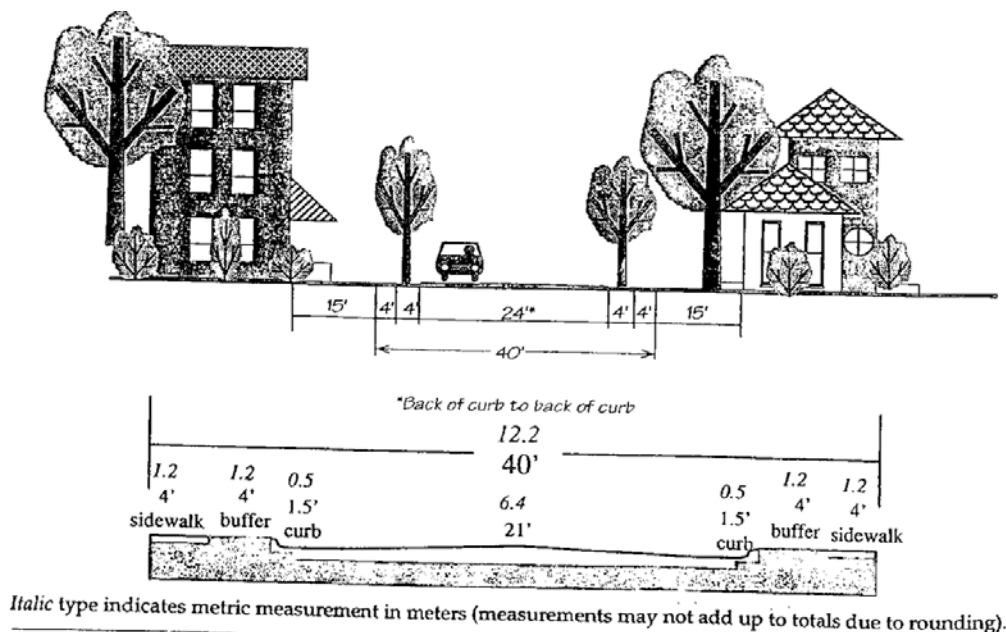 15' 4' 4' 24'* 4' 4' 15'
40'
*Back of curb to back of curb
12.2
40'
1.2 1.2 0.5 6.4 0.5 1.2 1.2
4' 4' 1.5' 21' 1.5' 4' 4'
sidewalk buffer curb curb buffer sidewalk
Italic type indicates metric measurement in meters (measurements may not add up to totals due to rounding).